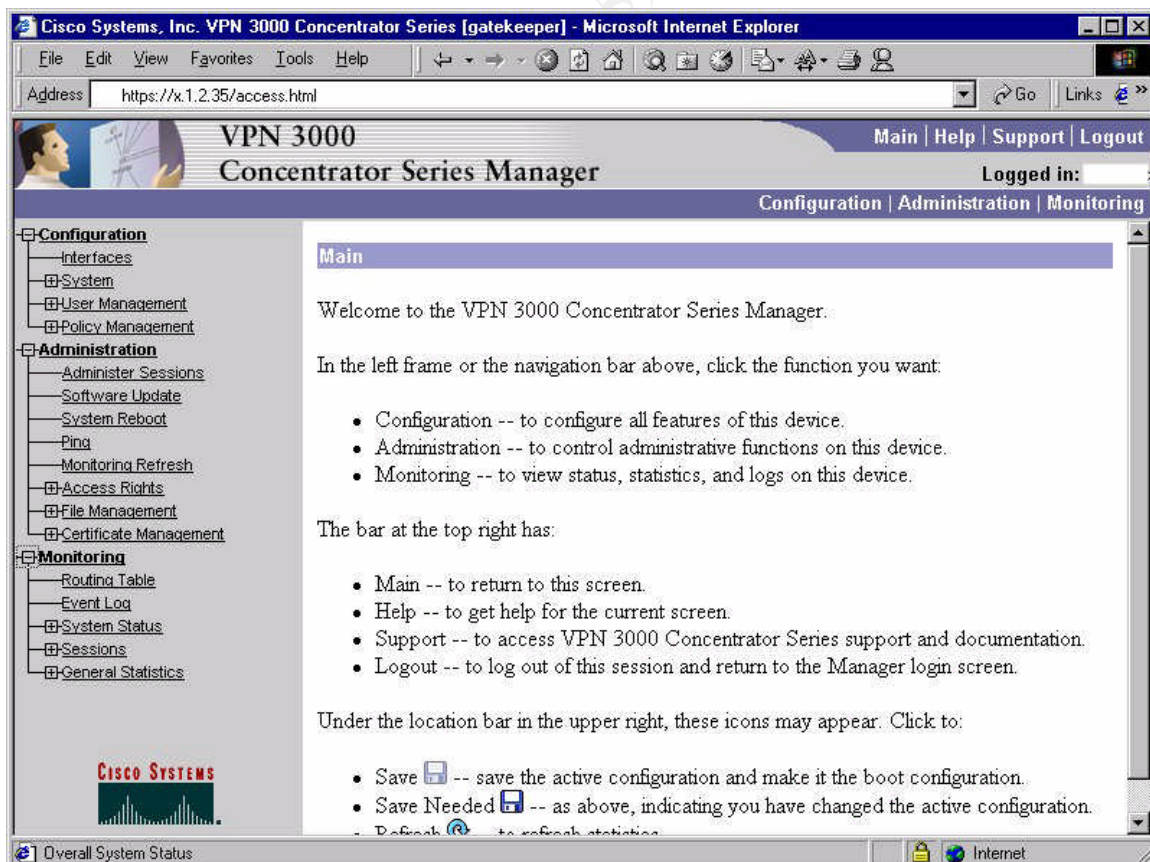 Cisco Systems, Inc. VPN 3000 Concentrator Series [gatekeeper] - Microsoft Internet Explorer
File Edit View Favorites Tools Help
Address https://x.1.2.35/access.html Go Links »
VPN 3000
Concentrator Series Manager
Main | Help | Support | Logout
Logged in:
Configuration | Administration | Monitoring
Configuration
Interfaces
System
User Management
Policy Management
Administration
Administer Sessions
Software Update
System Reboot
Ping
Monitoring Refresh
Access Rights
File Management
Certificate Management
Monitoring
Routing Table
Event Log
System Status
Sessions
General Statistics
CISCO SYSTEMS
Main
Welcome to the VPN 3000 Concentrator Series Manager.
In the left frame or the navigation bar above, click the function you want:
• Configuration -- to configure all features of this device.
• Administration -- to control administrative functions on this device.
• Monitoring -- to view status, statistics, and logs on this device.
The bar at the top right has:
• Main -- to return to this screen.
• Help -- to get help for the current screen.
• Support -- to access VPN 3000 Concentrator Series support and documentation.
• Logout -- to log out of this session and return to the Manager login screen.
Under the location bar in the upper right, these icons may appear. Click to:
• Save -- save the active configuration and make it the boot configuration.
• Save Needed -- as above, indicating you have changed the active configuration.
• Refresh -- to refresh statistics
Overall System Status
Internet